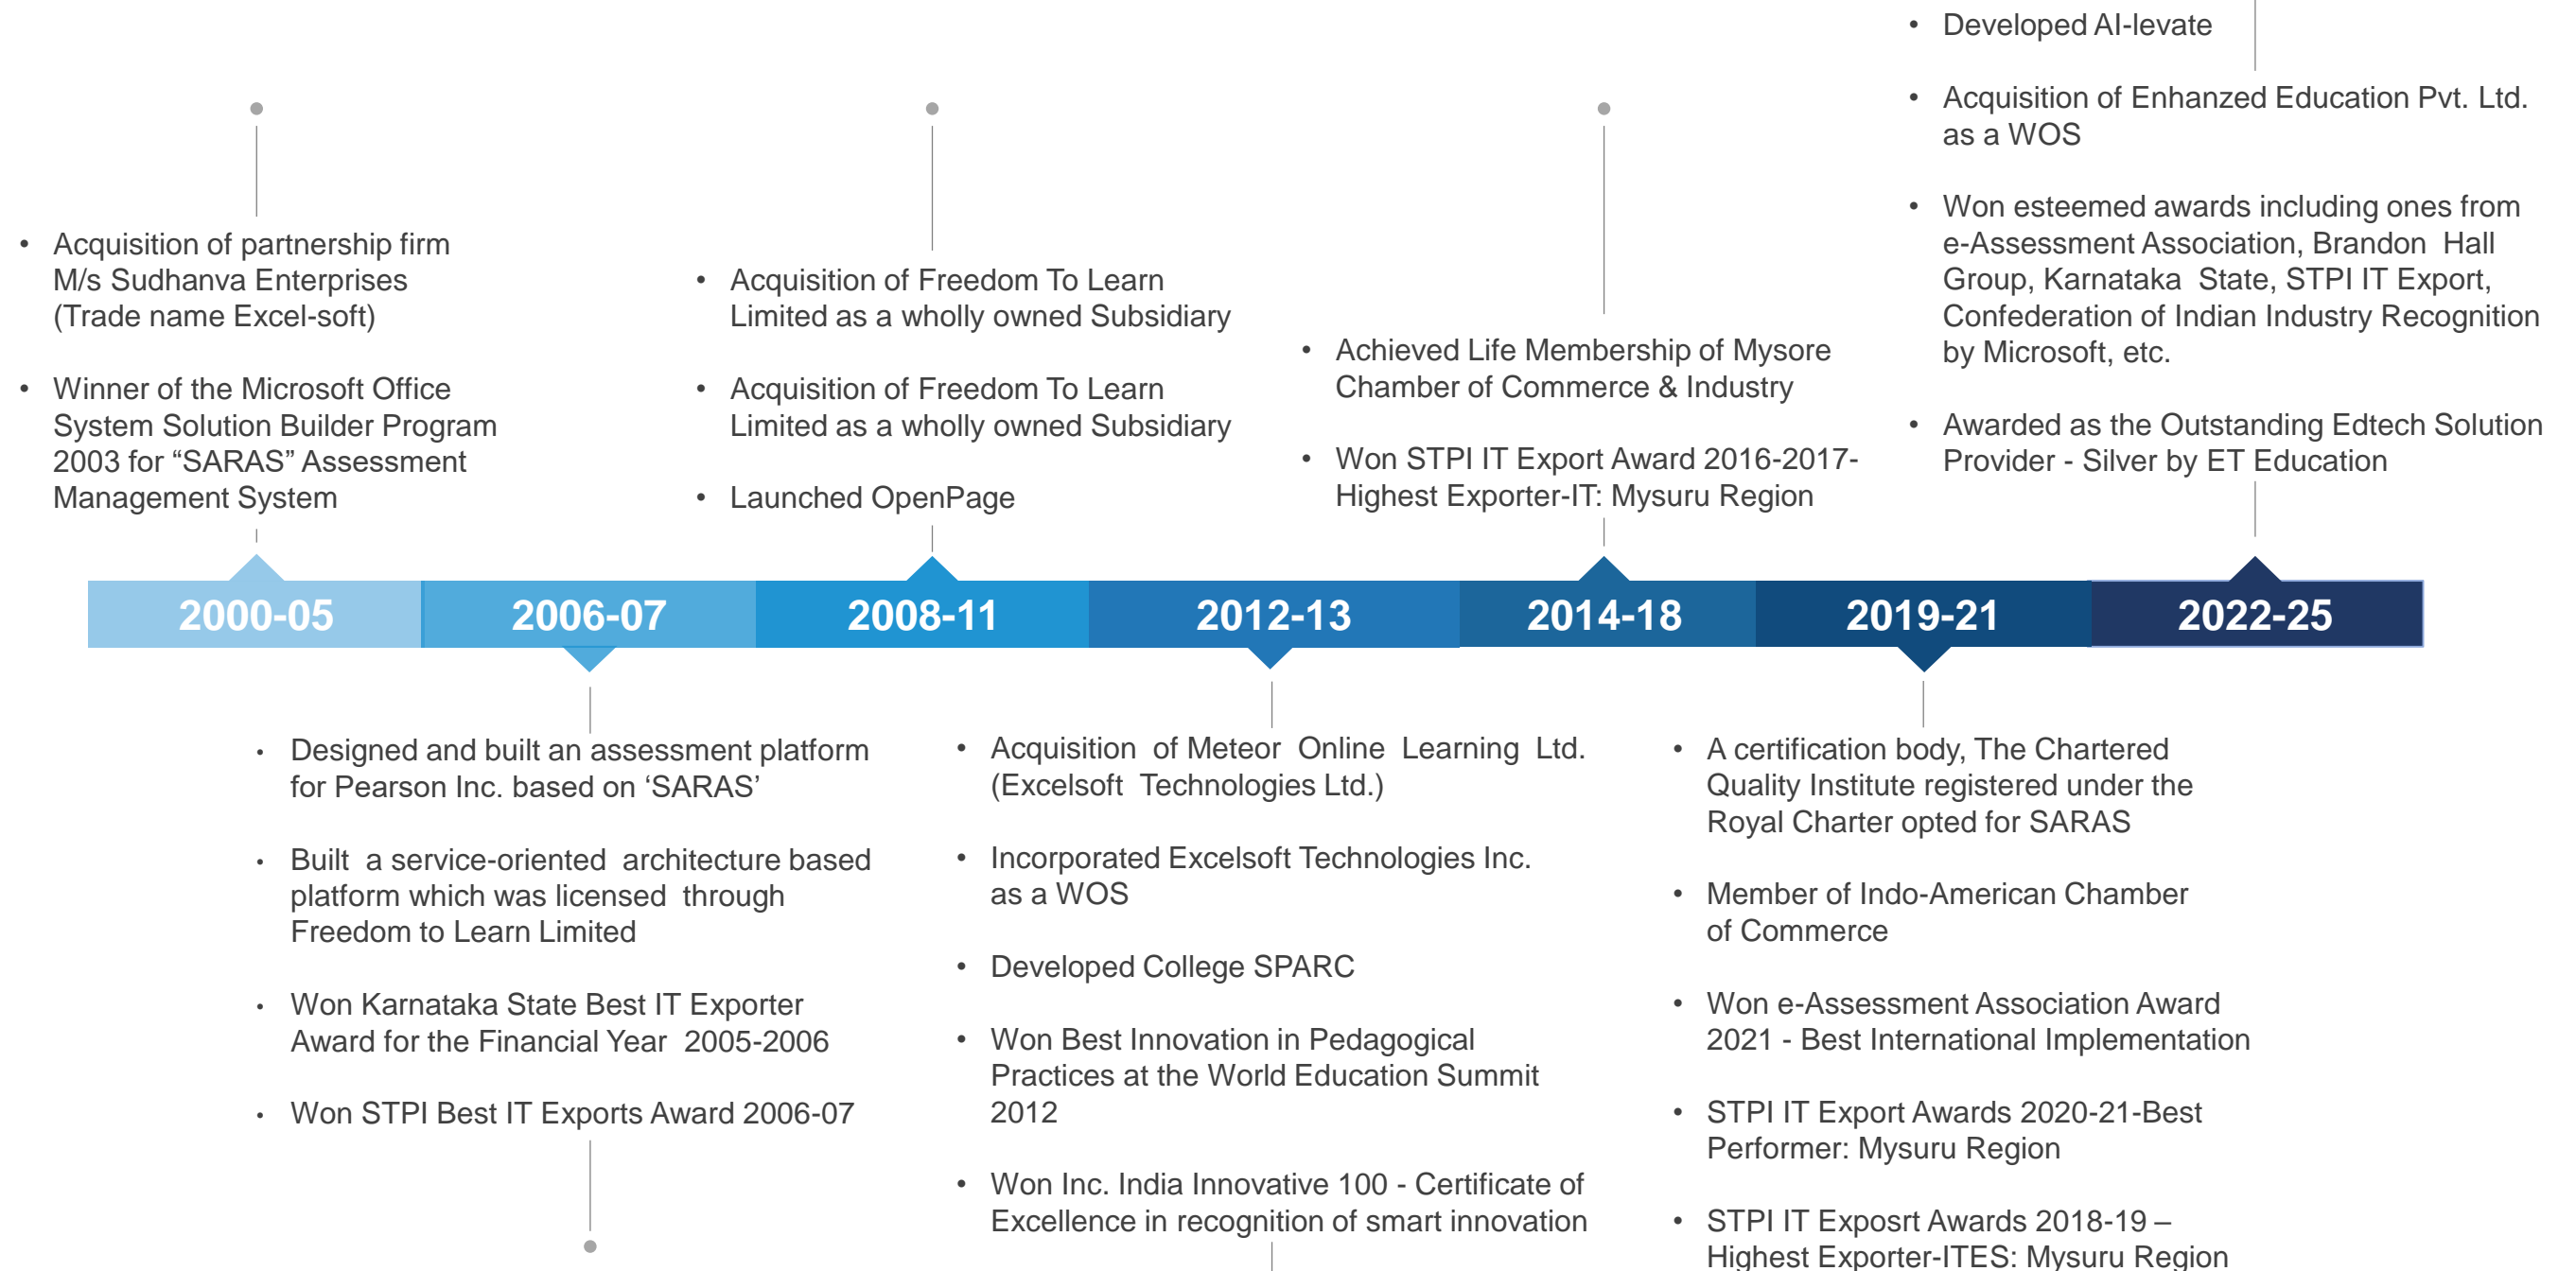 • Acquisition of partnership firm
M/s Sudhanva Enterprises
(Trade name Excel-soft)
• Winner of the Microsoft Office
System Solution Builder Program
2003 for “SARAS” Assessment
Management System
• Acquisition of Freedom To Learn
Limited as a wholly owned Subsidiary
• Acquisition of Freedom To Learn
Limited as a wholly owned Subsidiary
• Launched OpenPage
• Achieved Life Membership of Mysore
Chamber of Commerce & Industry
• Won STPI IT Export Award 2016-2017-
Highest Exporter-IT: Mysuru Region
• Developed AI-levate
• Acquisition of Enhanzed Education Pvt. Ltd.
as a WOS
• Won esteemed awards including ones from
e-Assessment Association, Brandon Hall
Group, Karnataka State, STPI IT Export,
Confederation of Indian Industry Recognition
by Microsoft, etc.
• Awarded as the Outstanding Edtech Solution
Provider - Silver by ET Education
2000-05
2006-07
2008-11
2012-13
2014-18
2019-21
2022-25
• Designed and built an assessment platform
for Pearson Inc. based on ‘SARAS’
• Built a service-oriented architecture based
platform which was licensed through
Freedom to Learn Limited
• Won Karnataka State Best IT Exporter
Award for the Financial Year 2005-2006
• Won STPI Best IT Exports Award 2006-07
• Acquisition of Meteor Online Learning Ltd.
(Excelsoft Technologies Ltd.)
• Incorporated Excelsoft Technologies Inc.
as a WOS
• Developed College SPARC
• Won Best Innovation in Pedagogical
Practices at the World Education Summit
2012
• Won Inc. India Innovative 100 - Certificate of
Excellence in recognition of smart innovation
• A certification body, The Chartered
Quality Institute registered under the
Royal Charter opted for SARAS
• Member of Indo-American Chamber
of Commerce
• Won e-Assessment Association Award
2021 - Best International Implementation
• STPI IT Export Awards 2020-21-Best
Performer: Mysuru Region
• STPI IT Exposrt Awards 2018-19 –
Highest Exporter-ITES: Mysuru Region